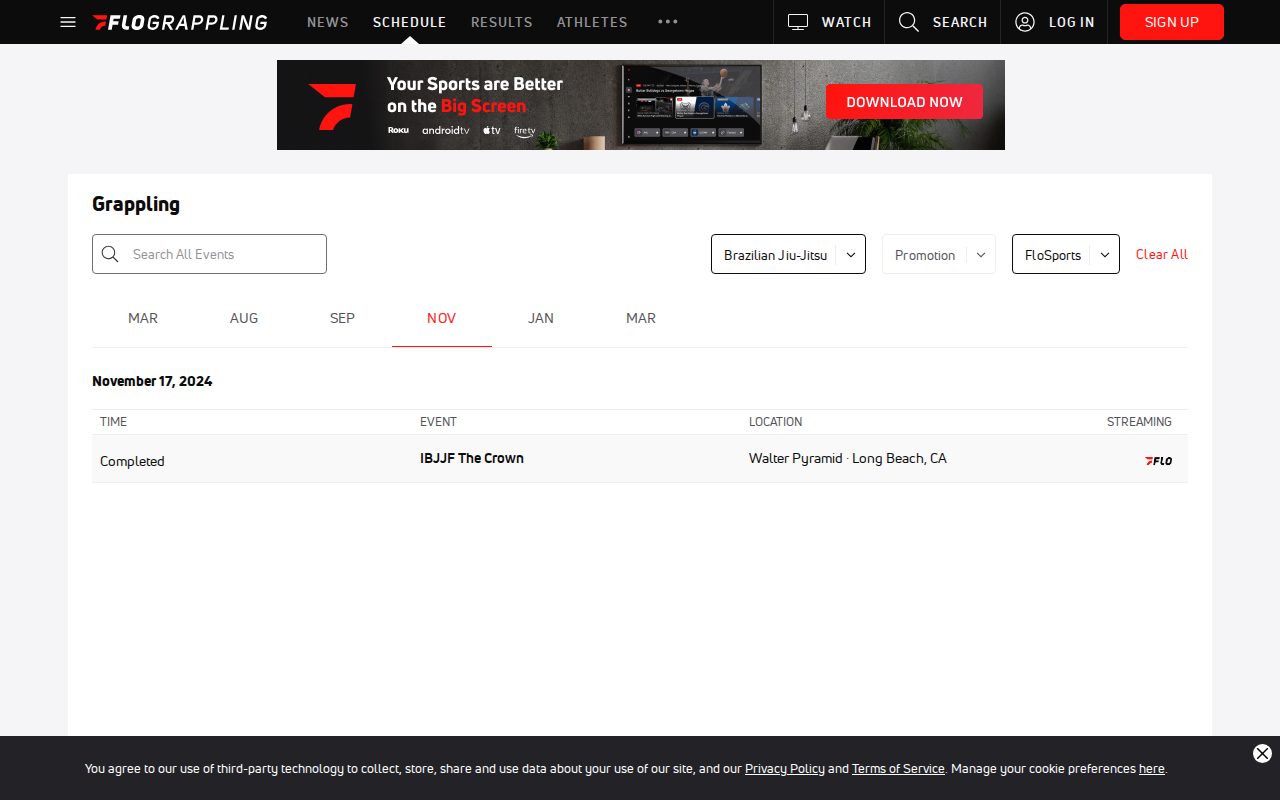 FLOGRAPPLING NEWS SCHEDULE RESULTS ATHLETES WATCH SEARCH LOG IN SIGN UP
Your Sports are Better
on the Big Screen
Roku androidtv tv firetv
DOWNLOAD NOW
Grappling
Search All Events Brazilian Jiu-Jitsu Promotion FloSports Clear All
MAR AUG SEP NOV JAN MAR
November 17, 2024
TIME EVENT LOCATION STREAMING
Completed IBJJF The Crown Walter Pyramid · Long Beach, CA FLO
You agree to our use of third-party technology to collect, store, share and use data about your use of our site, and our Privacy Policy and Terms of Service. Manage your cookie preferences here.